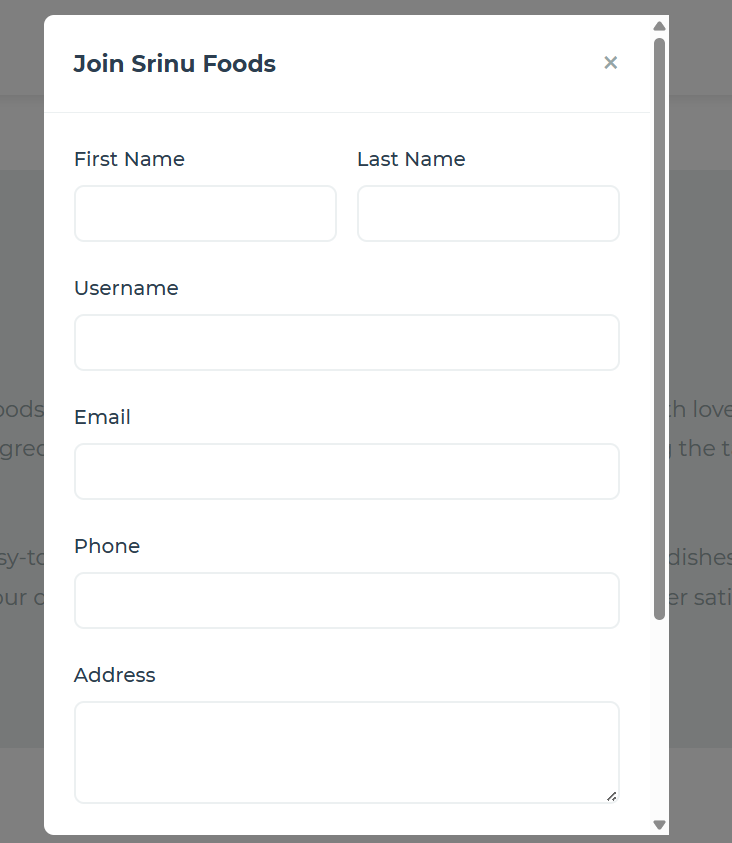 Join Srinu Foods ×
First Name Last Name
Username
Email
oods th love
gred the t
Phone
sy-to dishes
our er sati
Address